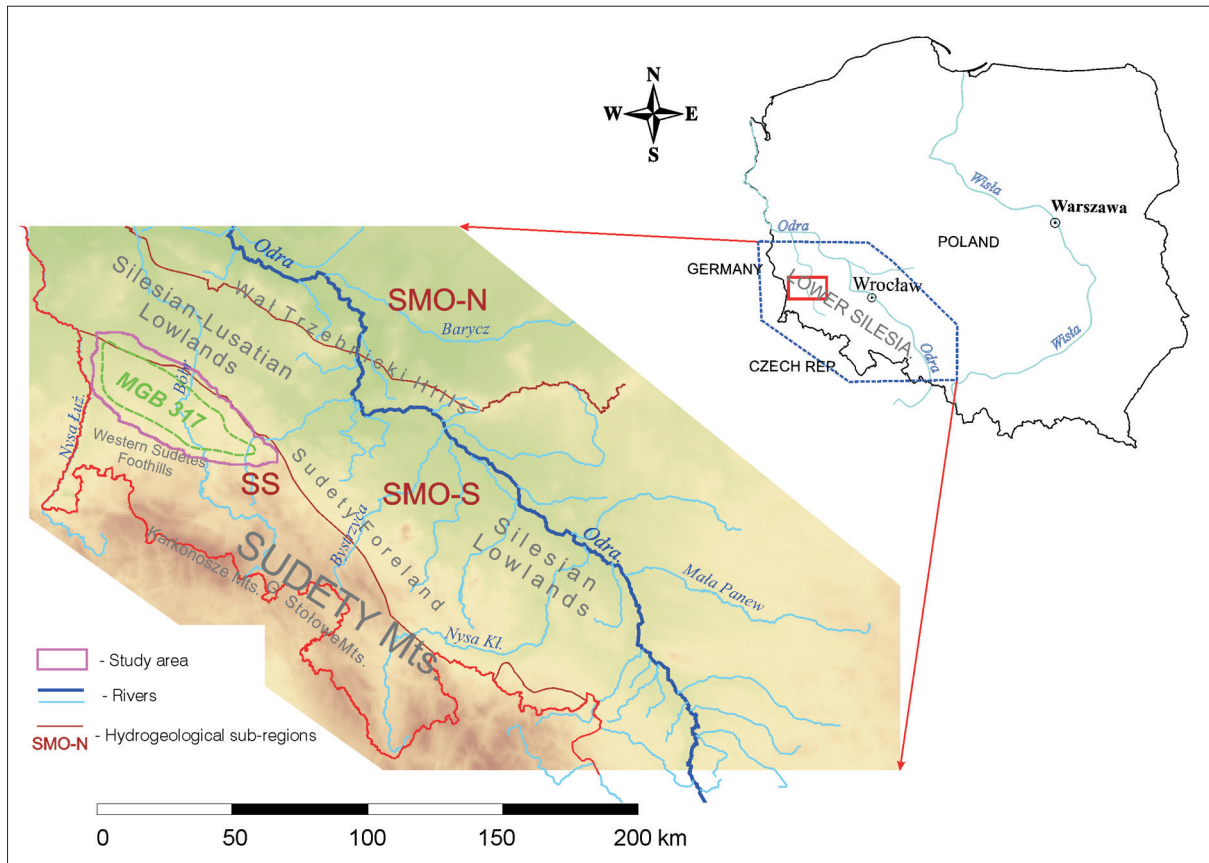 N
W E
S
Wisła
Warszawa
Odra
POLAND
GERMANY
LOWER SILESIA.
Wrocław
Wisła
Odra
CZECH REP.
Odra
SMO-N
Silesian-Lusatian
Lowlands
Wał Trzebnicki Hills
Barycz
Bóbr
MGB 317
Nysa Łuż.
Western Sudetes
Foothills
SS
SMO-S
Sudety Foreland
Bystrzyca
Silesian
Lowlands
Odra.
Mała Panew
Karkonosze Mts.
SUDETY Mts.
G. StołoweMts.
Nysa Kł.
- Study area
- Rivers
SMO-N - Hydrogeological sub-regions
0 50 100 150 200 km